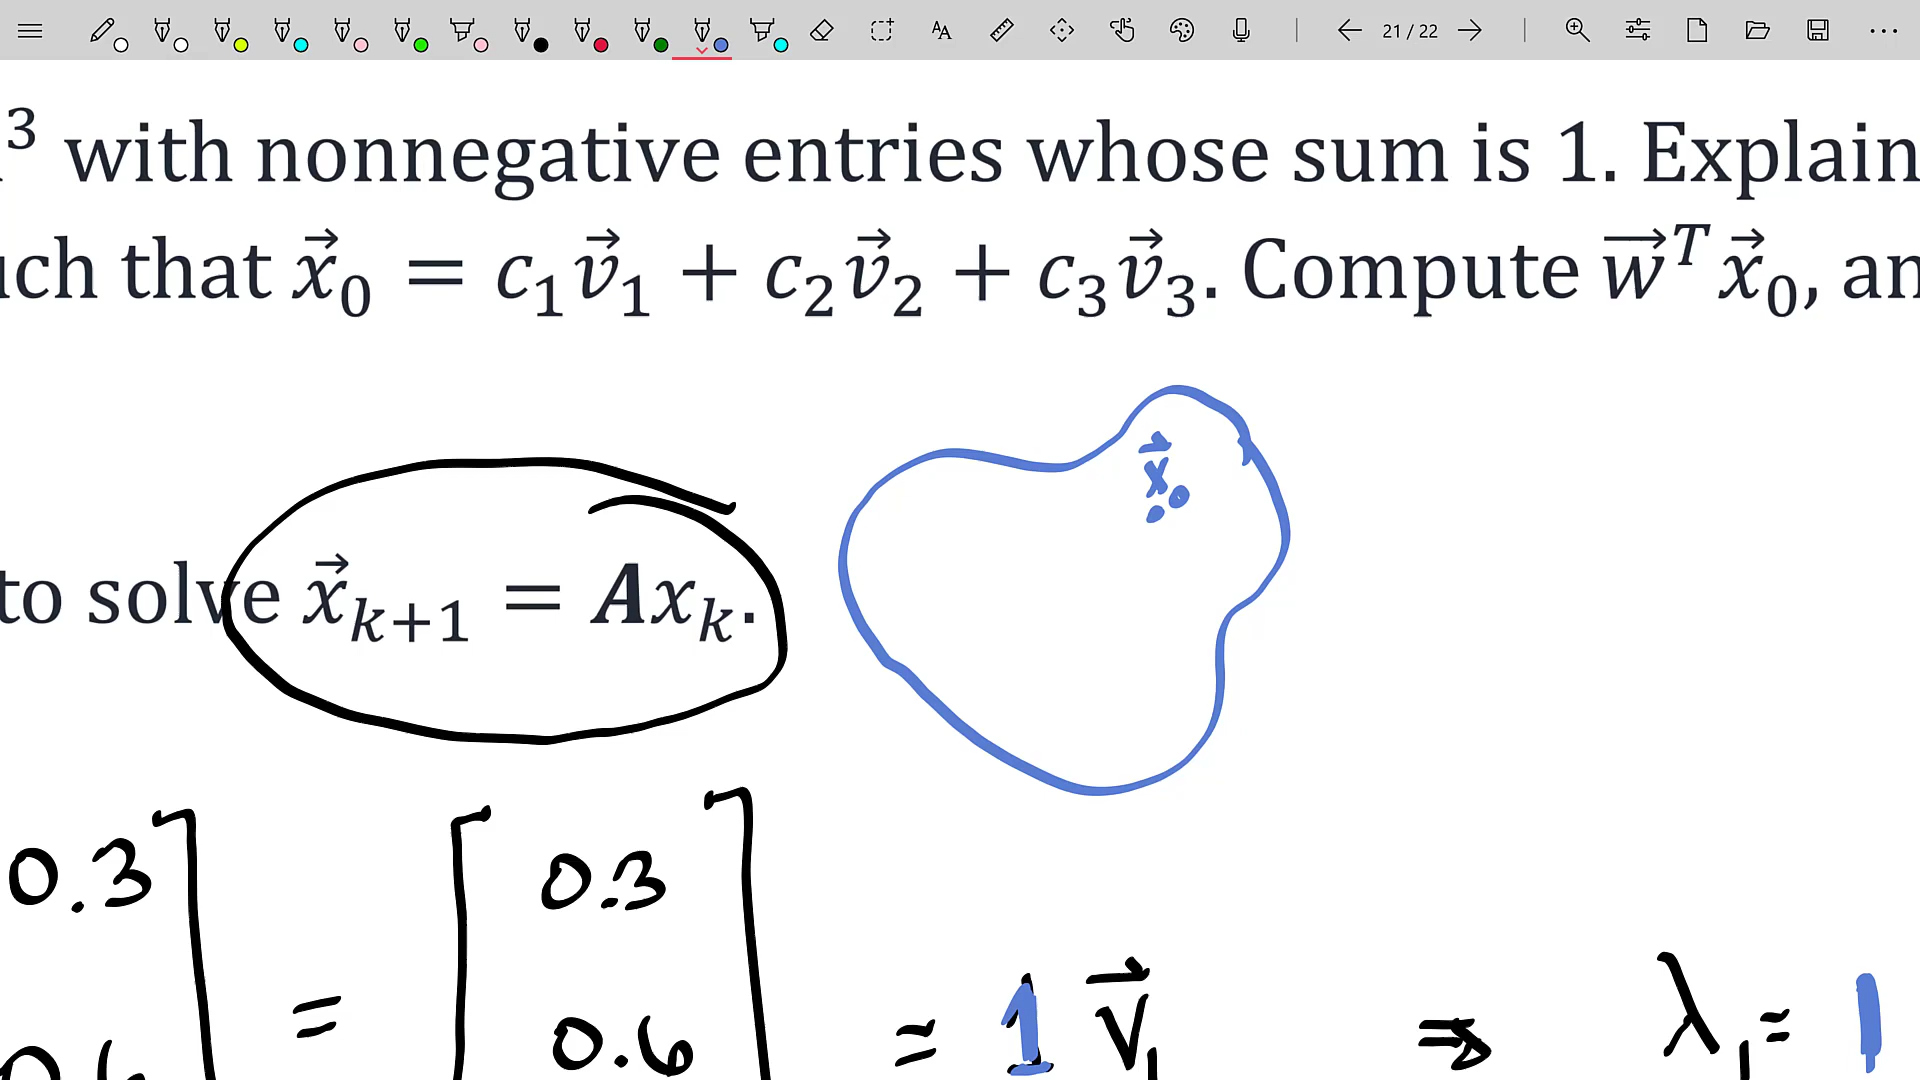 21 / 22
³ with nonnegative entries whose sum is 1. Explain
uch that x⃗₀ = c₁v⃗₁ + c₂v⃗₂ + c₃v⃗₃. Compute w⃗ᵀx⃗₀, an
x⃗₀
to solve x⃗ₖ₊₁ = Axₖ.
0.3 0.3
= 0.6 = 1 v⃗₁ ⇒ λ₁ = 1